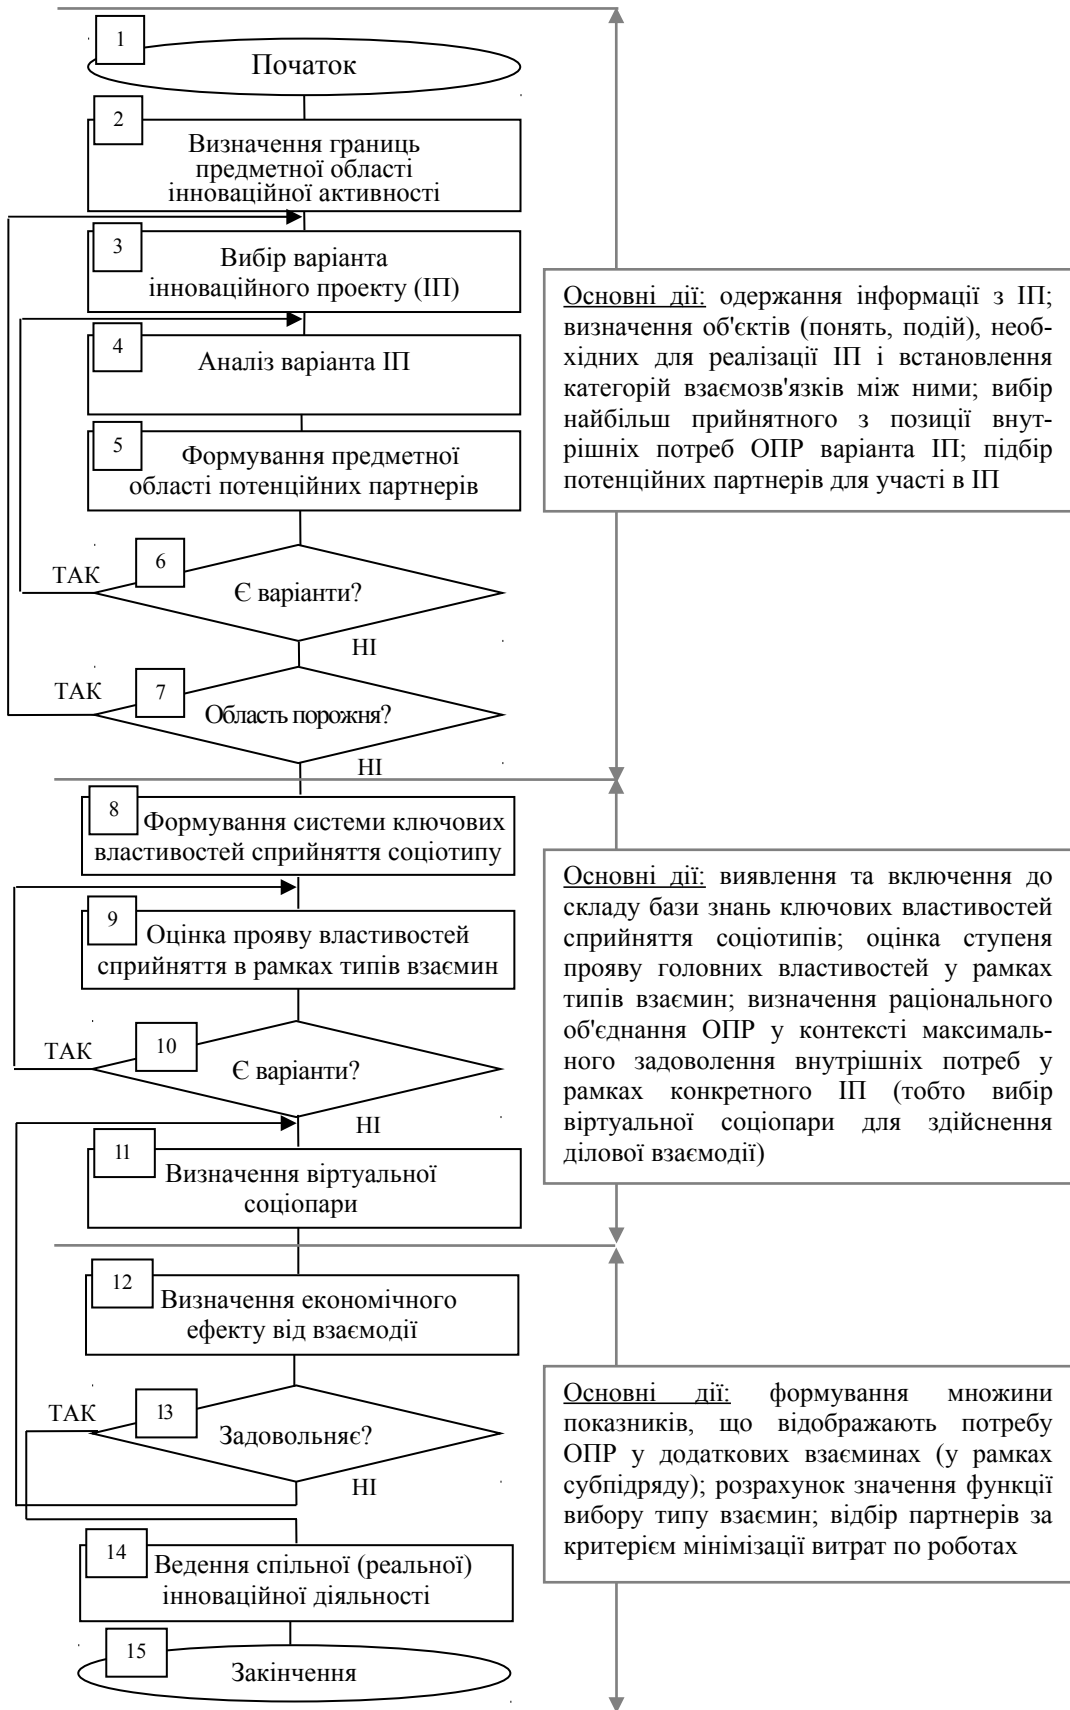 1
Початок
2
Визначення границь
предметної області
інноваційної активності
3
Вибір варіанта
інноваційного проекту (ІП)
4
Аналіз варіанта ІП
5
Формування предметної
області потенційних партнерів
6
ТАК
Є варіанти?
НІ
7
ТАК
Область порожня?
НІ
Основні дії: одержання інформації з ІП;
визначення об'єктів (понять, подій), необ-
хідних для реалізації ІП і встановлення
категорій взаємозв'язків між ними; вибір
найбільш прийнятного з позиції внут-
рішніх потреб ОПР варіанта ІП; підбір
потенційних партнерів для участі в ІП
8
Формування системи ключових
властивостей сприйняття соціотипу
9
Оцінка прояву властивостей
сприйняття в рамках типів взаємин
10
ТАК
Є варіанти?
НІ
11
Визначення віртуальної
соціопари
Основні дії: виявлення та включення до
складу бази знань ключових властивостей
сприйняття соціотипів; оцінка ступеня
прояву головних властивостей у рамках
типів взаємин; визначення раціонального
об'єднання ОПР у контексті максималь-
ного задоволення внутрішніх потреб у
рамках конкретного ІП (тобто вибір
віртуальної соціопари для здійснення
ділової взаємодії)
12
Визначення економічного
ефекту від взаємодії
13
ТАК
Задовольняє?
НІ
14
Ведення спільної (реальної)
інноваційної діяльності
15
Закінчення
Основні дії: формування множини
показників, що відображають потребу
ОПР у додаткових взаєминах (у рамках
субпідряду); розрахунок значення функції
вибору типу взаємин; відбір партнерів за
критерієм мінімізації витрат по роботах